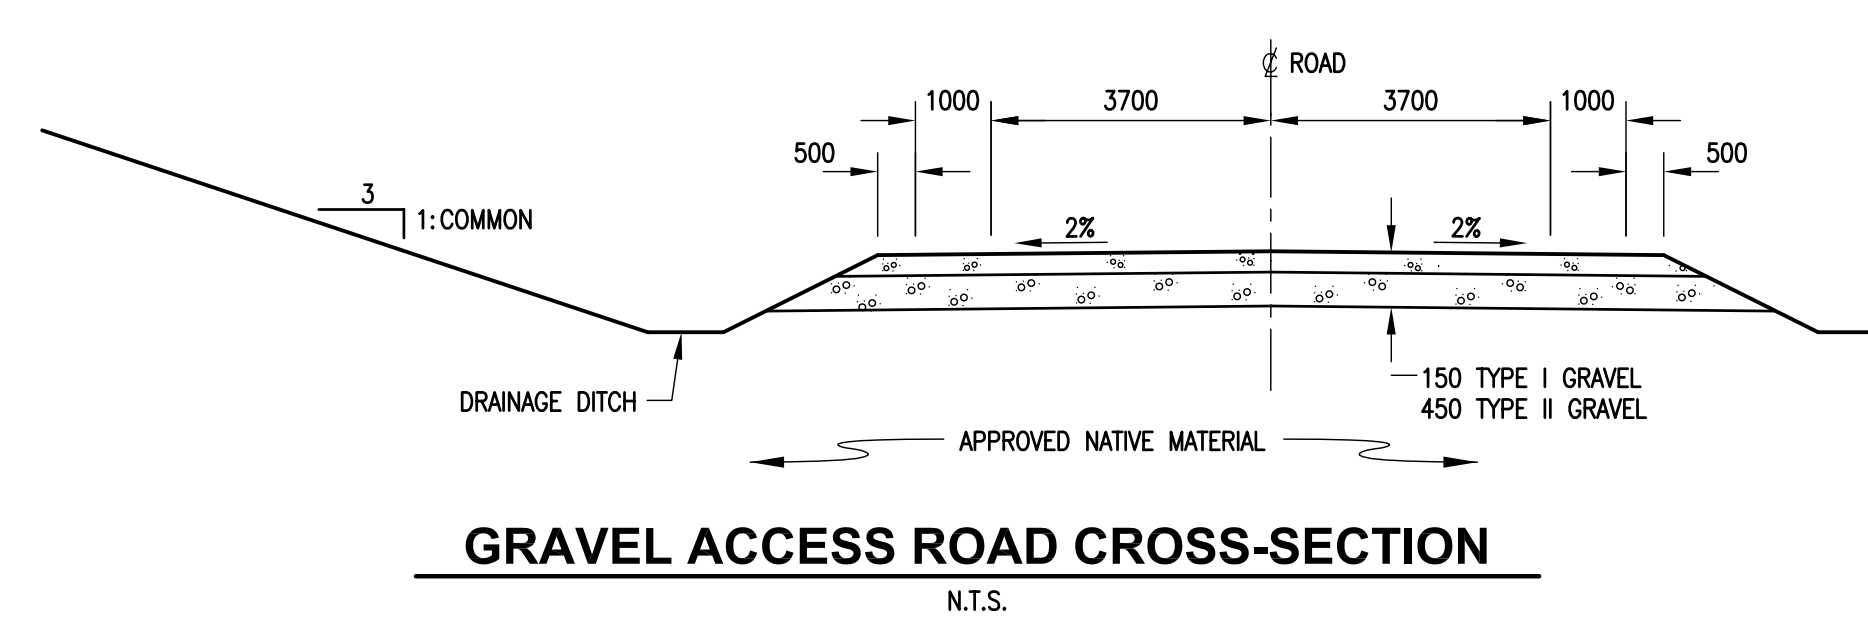 ℄ ROAD
1000 3700 3700 1000
500 500
3
1:COMMON
2% 2%
DRAINAGE DITCH
150 TYPE I GRAVEL
450 TYPE II GRAVEL
APPROVED NATIVE MATERIAL
GRAVEL ACCESS ROAD CROSS-SECTION
N.T.S.